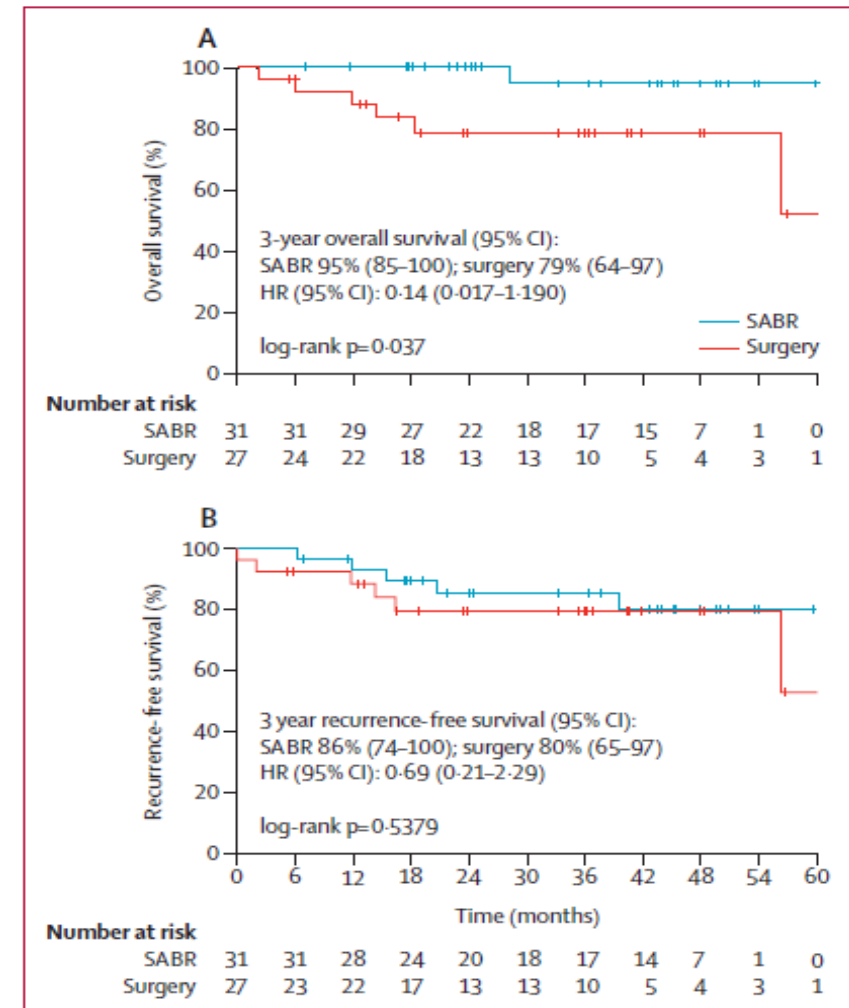 A
100
80
60
40
20
0
Overall survival (%)
3-year overall survival (95% CI):
SABR 95% (85–100); surgery 79% (64–97)
HR (95% CI): 0·14 (0·017–1·190)
log-rank p=0·037
SABR
Surgery
Number at risk
SABR 31 31 29 27 22 18 17 15 7 1 0
Surgery 27 24 22 18 13 13 10 5 4 3 1
B
100
80
60
40
20
0
Recurrence-free survival (%)
3 year recurrence-free survival (95% CI):
SABR 86% (74–100); surgery 80% (65–97)
HR (95% CI): 0·69 (0·21–2·29)
log-rank p=0·5379
0 6 12 18 24 30 36 42 48 54 60
Time (months)
Number at risk
SABR 31 31 28 24 20 18 17 14 7 1 0
Surgery 27 23 22 17 13 13 10 5 4 3 1